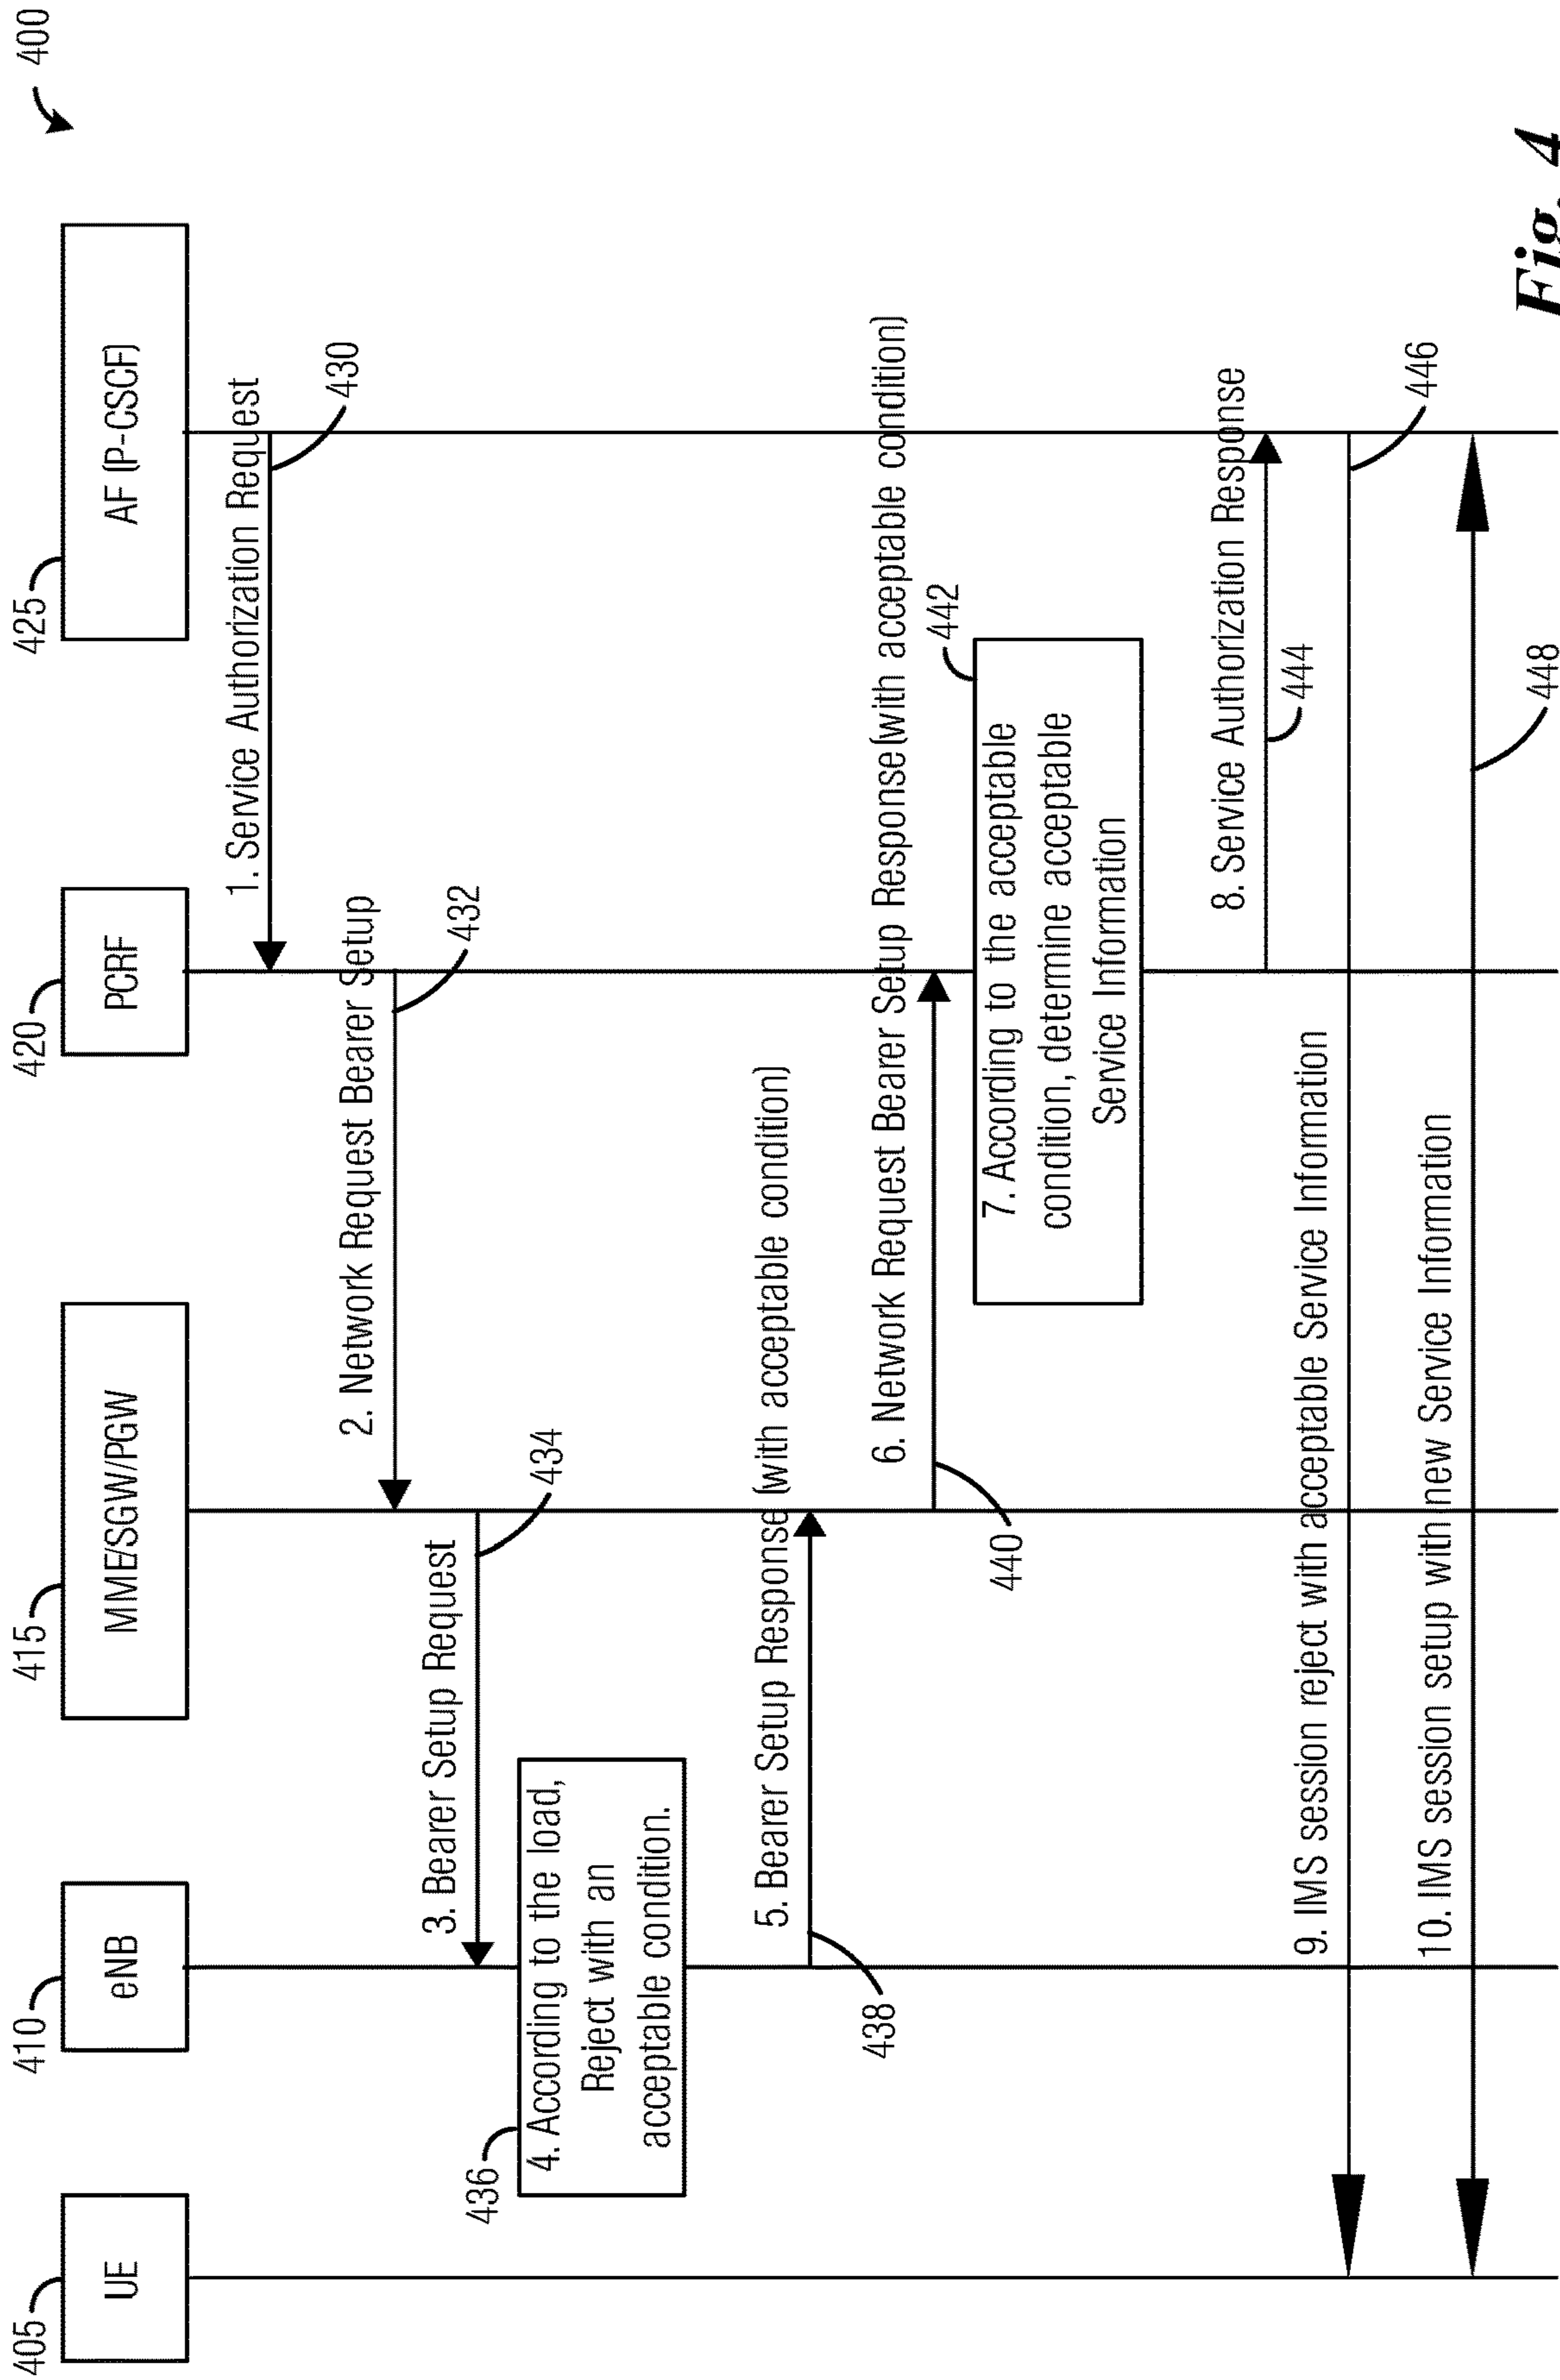 400
405
410
415
420
425
UE
eNB
MME/SGW/PGW
PCRF
AF (P-CSCF)
1. Service Authorization Request
430
2. Network Request Bearer Setup
432
3. Bearer Setup Request
434
436
4. According to the load,
Reject with an
acceptable condition.
5. Bearer Setup Response (with acceptable condition)
438
6. Network Request Bearer Setup Response(with acceptable condition)
440
442
7. According to the acceptable
condition, determine acceptable
Service Information
8. Service Authorization Response
444
9. IMS session reject with acceptable Service Information
446
10. IMS session setup with new Service Information
448
Fig. 4